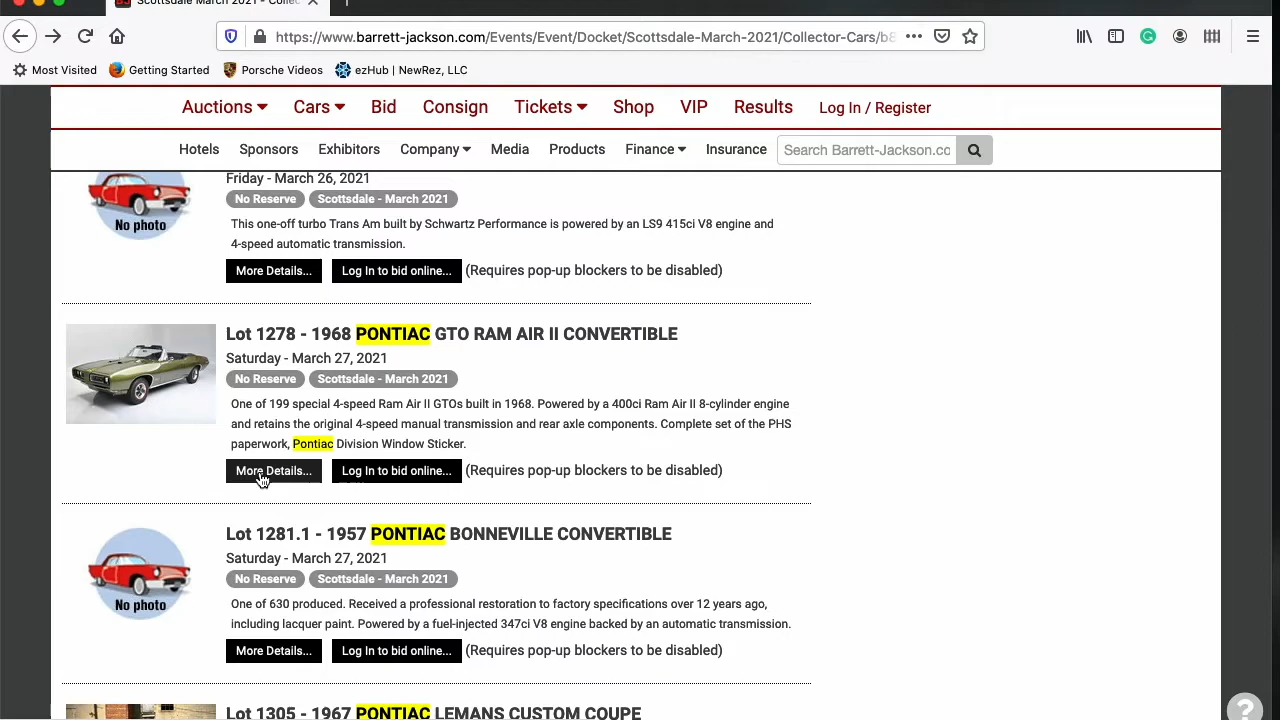 Scottsdale March 2021 - Collec
https://www.barrett-jackson.com/Events/Event/Docket/Scottsdale-March-2021/Collector-Cars/b8
Most Visited Getting Started Porsche Videos ezHub | NewRez, LLC
Auctions Cars Bid Consign Tickets Shop VIP Results Log In / Register
Hotels Sponsors Exhibitors Company Media Products Finance Insurance Search Barrett-Jackson.co
Friday - March 26, 2021
No Reserve Scottsdale - March 2021
No photo
This one-off turbo Trans Am built by Schwartz Performance is powered by an LS9 415ci V8 engine and
4-speed automatic transmission.
More Details... Log In to bid online... (Requires pop-up blockers to be disabled)
Lot 1278 - 1968 PONTIAC GTO RAM AIR II CONVERTIBLE
Saturday - March 27, 2021
No Reserve Scottsdale - March 2021
One of 199 special 4-speed Ram Air II GTOs built in 1968. Powered by a 400ci Ram Air II 8-cylinder engine
and retains the original 4-speed manual transmission and rear axle components. Complete set of the PHS
paperwork, Pontiac Division Window Sticker.
More Details... Log In to bid online... (Requires pop-up blockers to be disabled)
Lot 1281.1 - 1957 PONTIAC BONNEVILLE CONVERTIBLE
Saturday - March 27, 2021
No Reserve Scottsdale - March 2021
No photo
One of 630 produced. Received a professional restoration to factory specifications over 12 years ago,
including lacquer paint. Powered by a fuel-injected 347ci V8 engine backed by an automatic transmission.
More Details... Log In to bid online... (Requires pop-up blockers to be disabled)
Lot 1305 - 1967 PONTIAC LEMANS CUSTOM COUPE
?